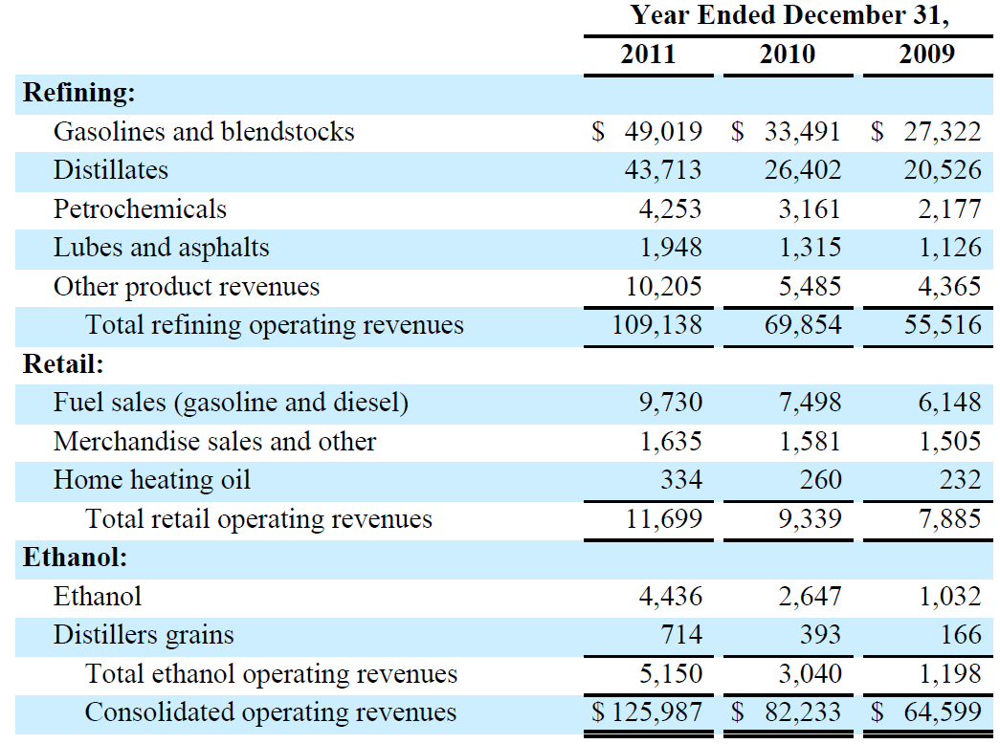 Year Ended December 31,
2011 2010 2009
Refining:
Gasolines and blendstocks $ 49,019 $ 33,491 $ 27,322
Distillates 43,713 26,402 20,526
Petrochemicals 4,253 3,161 2,177
Lubes and asphalts 1,948 1,315 1,126
Other product revenues 10,205 5,485 4,365
Total refining operating revenues 109,138 69,854 55,516
Retail:
Fuel sales (gasoline and diesel) 9,730 7,498 6,148
Merchandise sales and other 1,635 1,581 1,505
Home heating oil 334 260 232
Total retail operating revenues 11,699 9,339 7,885
Ethanol:
Ethanol 4,436 2,647 1,032
Distillers grains 714 393 166
Total ethanol operating revenues 5,150 3,040 1,198
Consolidated operating revenues $ 125,987 $ 82,233 $ 64,599